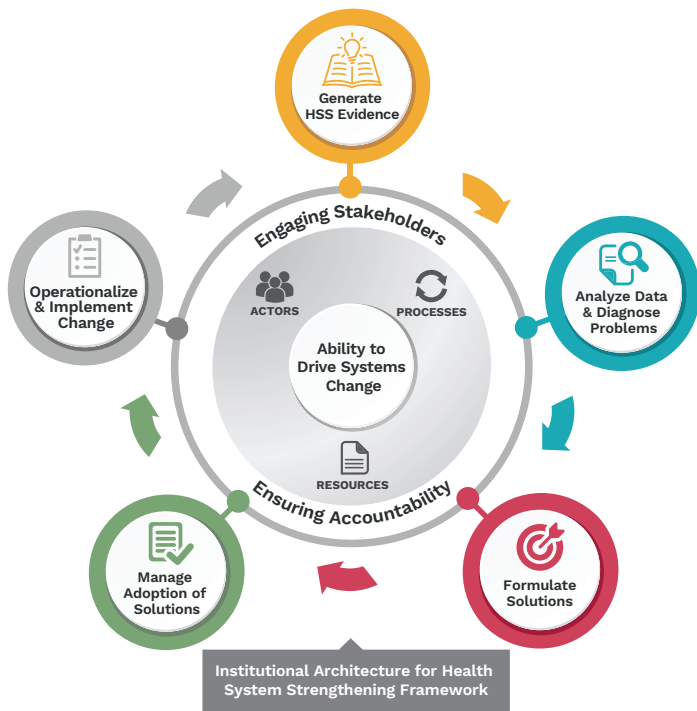 Generate
HSS Evidence
Engaging Stakeholders
Operationalize
& Implement
Change
ACTORS
PROCESSES
Analyze Data
& Diagnose
Problems
Ability to
Drive Systems
Change
RESOURCES
Ensuring Accountability
Manage
Adoption of
Solutions
Formulate
Solutions
Institutional Architecture for Health
System Strengthening Framework